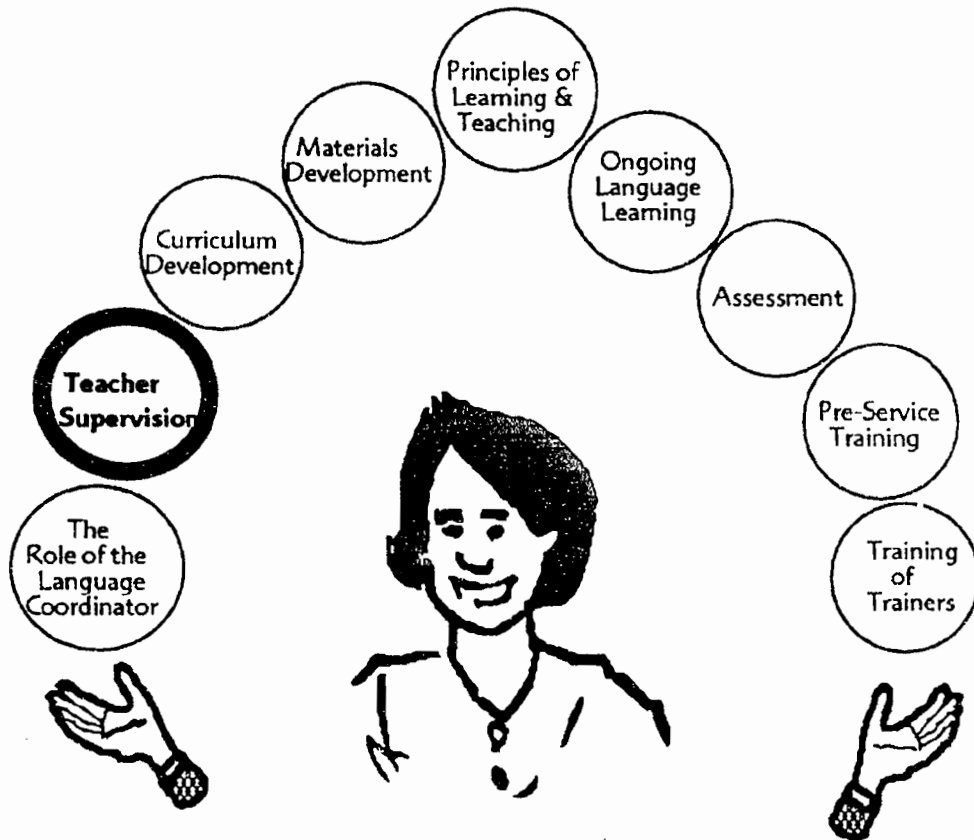 The
Role of the
Language
Coordinator
Teacher
Supervision
Curriculum
Development
Materials
Development
Principles of
Learning &
Teaching
Ongoing
Language
Learning
Assessment
Pre-Service
Training
Training
of
Trainers